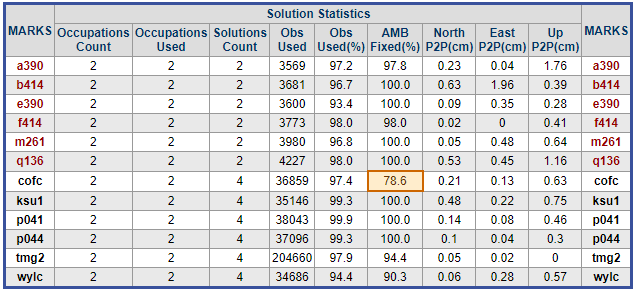 MARKS Solution Statistics MARKS
Occupations Count Occupations Used Solutions Count Obs Used Obs Used(%) AMB Fixed(%) North P2P(cm) East P2P(cm) Up P2P(cm)
a390 2 2 2 3569 97.2 97.8 0.23 0.04 1.76 a390
b414 2 2 2 3681 96.7 100.0 0.63 1.96 0.39 b414
e390 2 2 2 3600 93.4 100.0 0.09 0.35 0.28 e390
f414 2 2 2 3773 98.0 98.0 0.02 0 0.41 f414
m261 2 2 2 3980 96.8 100.0 0.05 0.48 0.64 m261
q136 2 2 2 4227 98.0 100.0 0.53 0.45 1.16 q136
cofc 2 2 4 36859 97.4 78.6 0.21 0.13 0.63 cofc
ksu1 2 2 4 35146 99.3 100.0 0.48 0.22 0.75 ksu1
p041 2 2 4 38043 99.9 100.0 0.14 0.08 0.46 p041
p044 2 2 4 37096 99.3 100.0 0.1 0.04 0.3 p044
tmg2 2 2 4 204660 97.9 94.4 0.05 0.02 0 tmg2
wylc 2 2 4 34686 94.4 90.3 0.06 0.28 0.57 wylc